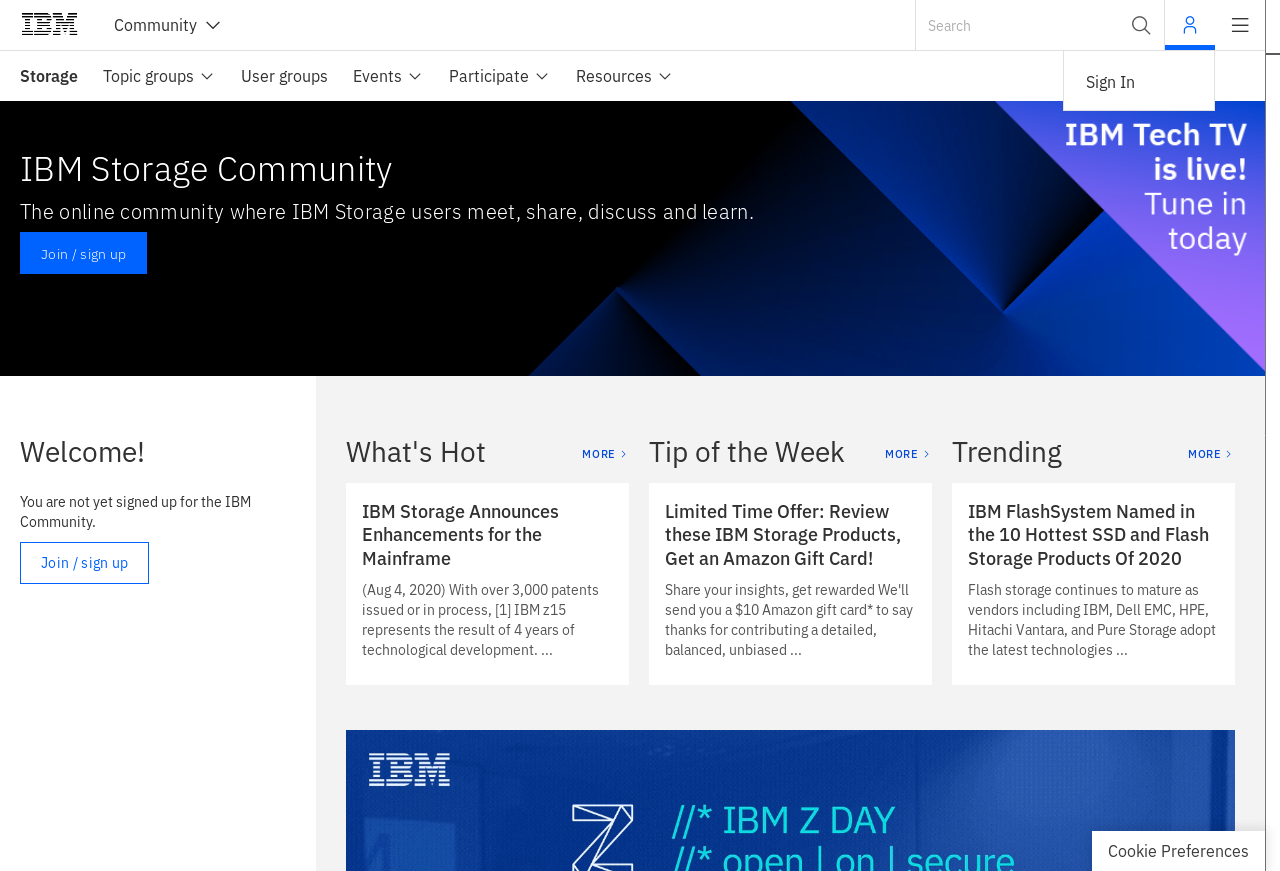 IBM
Community
Search
Storage
Topic groups
User groups
Events
Participate
Resources
Sign In
IBM Storage Community
The online community where IBM Storage users meet, share, discuss and learn.
Join / sign up
IBM Tech TV
is live!
Tune in
today
Welcome!
You are not yet signed up for the IBM
Community.
Join / sign up
What's Hot
MORE
IBM Storage Announces
Enhancements for the
Mainframe
(Aug 4, 2020) With over 3,000 patents
issued or in process, [1] IBM z15
represents the result of 4 years of
technological development. ...
Tip of the Week
MORE
Limited Time Offer: Review
these IBM Storage Products,
Get an Amazon Gift Card!
Share your insights, get rewarded We'll
send you a $10 Amazon gift card* to say
thanks for contributing a detailed,
balanced, unbiased ...
Trending
MORE
IBM FlashSystem Named in
the 10 Hottest SSD and Flash
Storage Products Of 2020
Flash storage continues to mature as
vendors including IBM, Dell EMC, HPE,
Hitachi Vantara, and Pure Storage adopt
the latest technologies ...
IBM
Z
//* IBM Z DAY
//* open | on | secure
Cookie Preferences